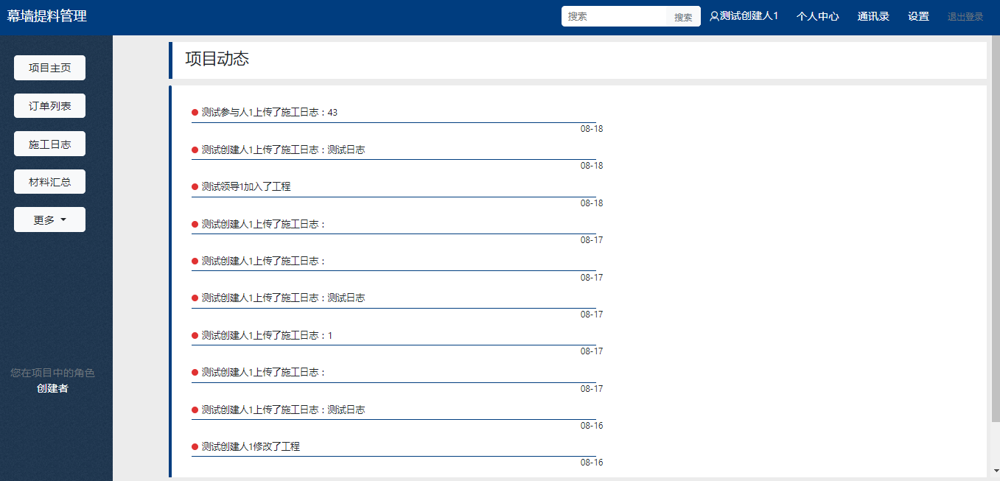 幕墙提料管理
搜索
搜索
测试创建人1
个人中心
通讯录
设置
退出登录
项目主页
订单列表
施工日志
材料汇总
更多
您在项目中的角色
创建者
项目动态
测试参与人1上传了施工日志：43
08-18
测试创建人1上传了施工日志：测试日志
08-18
测试领导1加入了工程
08-18
测试创建人1上传了施工日志：
08-17
测试创建人1上传了施工日志：
08-17
测试创建人1上传了施工日志：测试日志
08-17
测试创建人1上传了施工日志：1
08-17
测试创建人1上传了施工日志：
08-17
测试创建人1上传了施工日志：测试日志
08-16
测试创建人1修改了工程
08-16